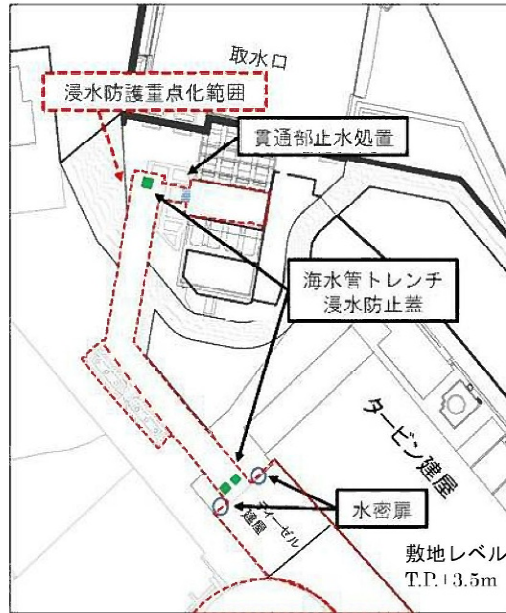 取水口
浸水防護重点化範囲
貫通部止水処置
海水管トレンチ
浸水防止蓋
タービン建屋
水密扉
ディーゼル
建屋
敷地レベル
T.P.+3.5m